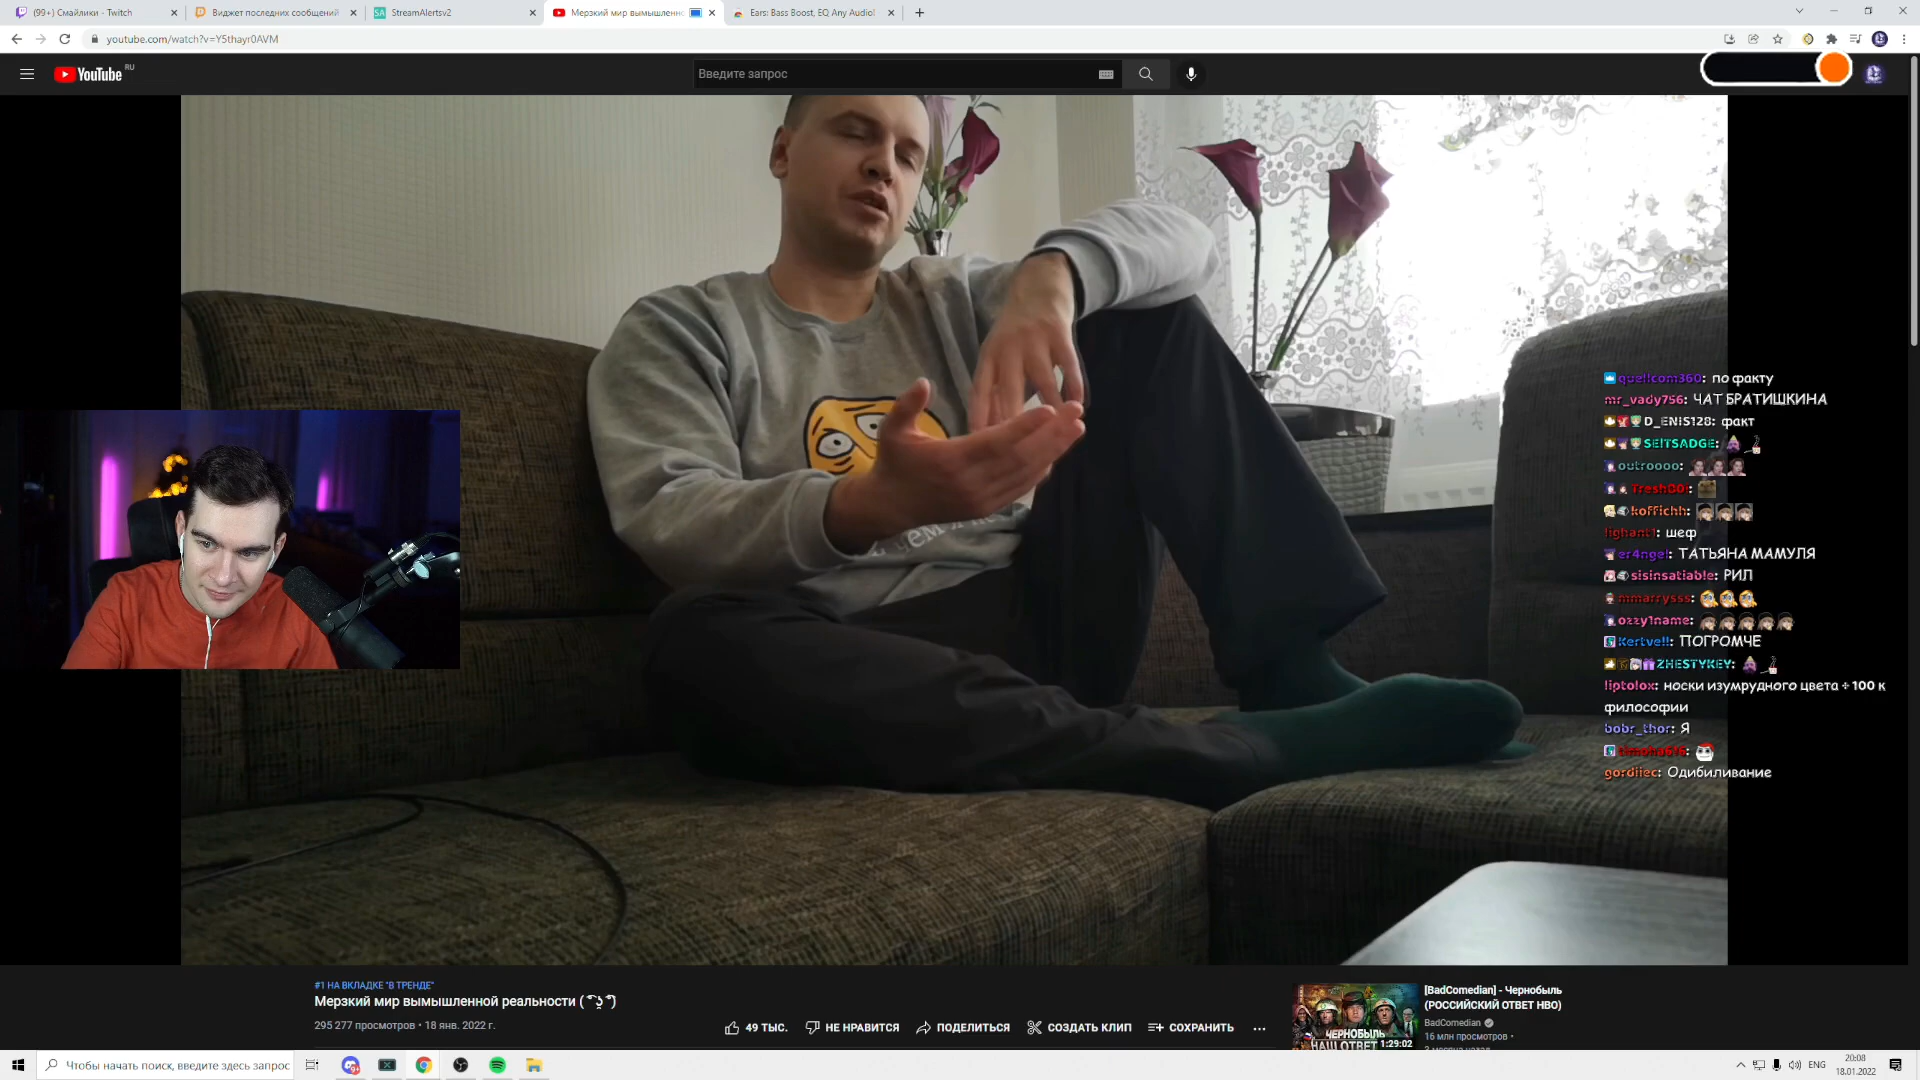 (99+) Смайлики - Twitch
Виджет последних сообщений
StreamAlertsv2
Мерзкий мир вымышленно
Ears: Bass Boost, EQ Any Audio!
youtube.com/watch?v=Y5thayr0AVM
YouTube RU
Введите запрос
quellcom360: по факту
mr_vady756: ЧАТ БРАТИШКИНА
D_ENIS128: факт
SEITSADGE:
outroooo:
koffichh:
lighant1: шеф
er4ngel: ТАТЬЯНА МАМУЛЯ
sisinsatiable: РИЛ
mmarrysss:
ozzy1name:
Kertvell: ПОГРОМЧЕ
ZHESTYKEY:
liptolox: носки изумрудного цвета + 100 к
философии
bobr_thor: Я
gordiiec: Одибиливание
#1 НА ВКЛАДКЕ "В ТРЕНДЕ"
Мерзкий мир вымышленной реальности
295 277 просмотров • 18 янв. 2022 г.
49 ТЫС.
НЕ НРАВИТСЯ
ПОДЕЛИТЬСЯ
СОЗДАТЬ КЛИП
СОХРАНИТЬ
ЧЕРНОБЫЛЬ
НАШ ОТВЕТ
1:29:02
[BadComedian] - Чернобыль
(РОССИЙСКИЙ ОТВЕТ HBO)
BadComedian
16 млн просмотров •
Чтобы начать поиск, введите здесь запрос
ENG
20:08
18.01.2022